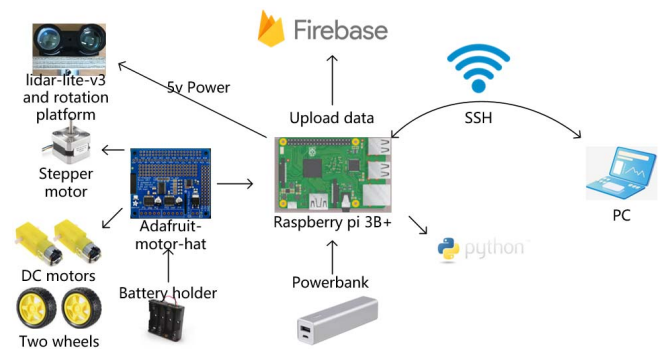 Firebase
lidar-lite-v3
and rotation
platform
5v Power
Upload data
SSH
Stepper
motor
Adafruit-
motor-hat
Raspberry pi 3B+
PC
python
DC motors
Battery holder
Powerbank
Two wheels